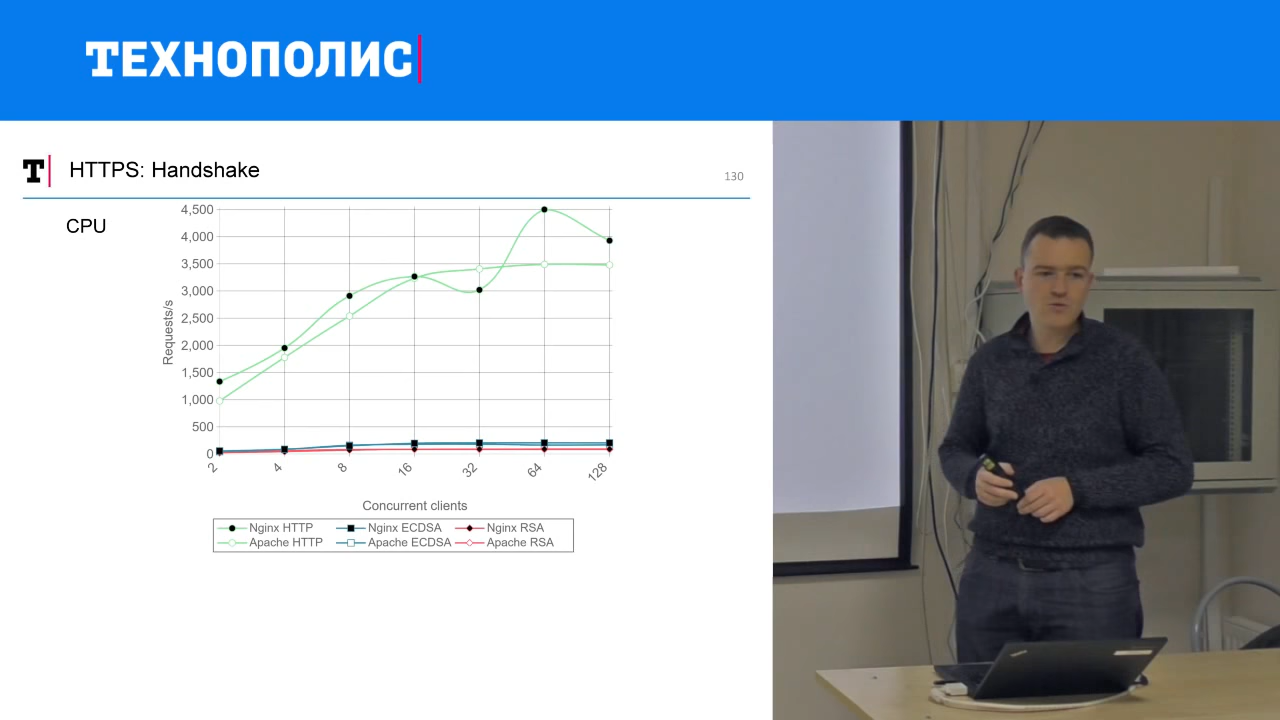 ТЕХНОПОЛИС
T HTTPS: Handshake
130
CPU
4,500
4,000
3,500
3,000
2,500
2,000
1,500
1,000
500
0
Requests/s
2 4 8 16 32 64 128
Concurrent clients
Nginx HTTP Nginx ECDSA Nginx RSA
Apache HTTP Apache ECDSA Apache RSA